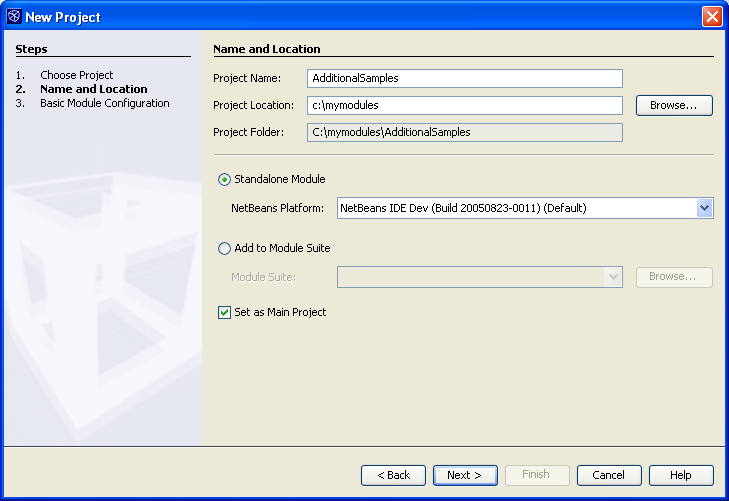 New Project
Steps
1. Choose Project
2. Name and Location
3. Basic Module Configuration
Name and Location
Project Name: AdditionalSamples
Project Location: c:\mymodules Browse...
Project Folder: C:\mymodules\AdditionalSamples
Standalone Module
NetBeans Platform: NetBeans IDE Dev (Build 20050823-0011) (Default)
Add to Module Suite
Module Suite: Browse...
Set as Main Project
< Back Next > Finish Cancel Help